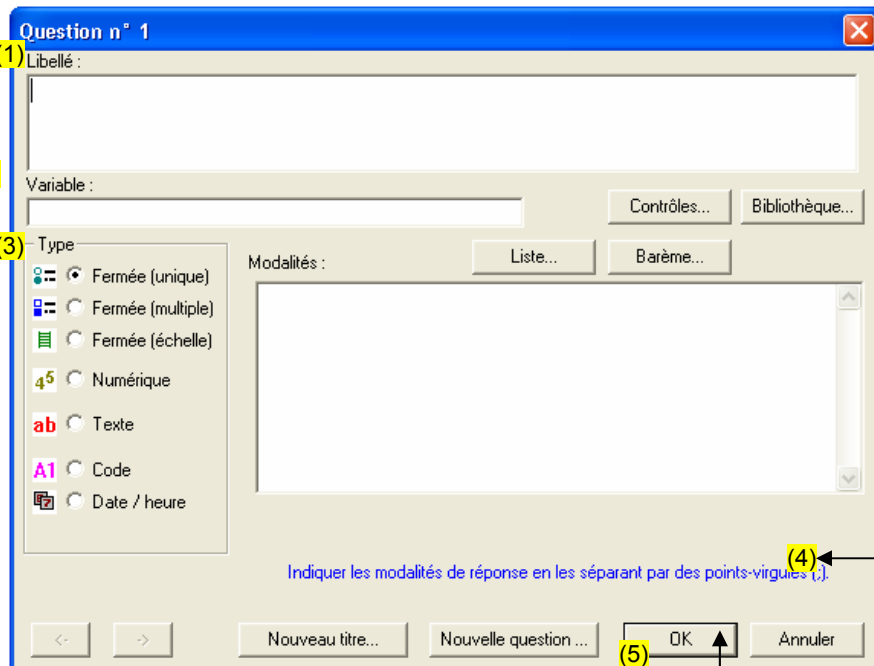 Question n° 1
(1) Libellé :
Variable :
Contrôles... Bibliothèque...
(3) Type
Modalités : Liste... Barème...
Fermée (unique)
Fermée (multiple)
Fermée (échelle)
45 Numérique
ab Texte
A1 Code
Date / heure
(4)
Indiquer les modalités de réponse en les séparant par des points-virgules (;).
<- -> Nouveau titre... Nouvelle question ... OK Annuler
(5)